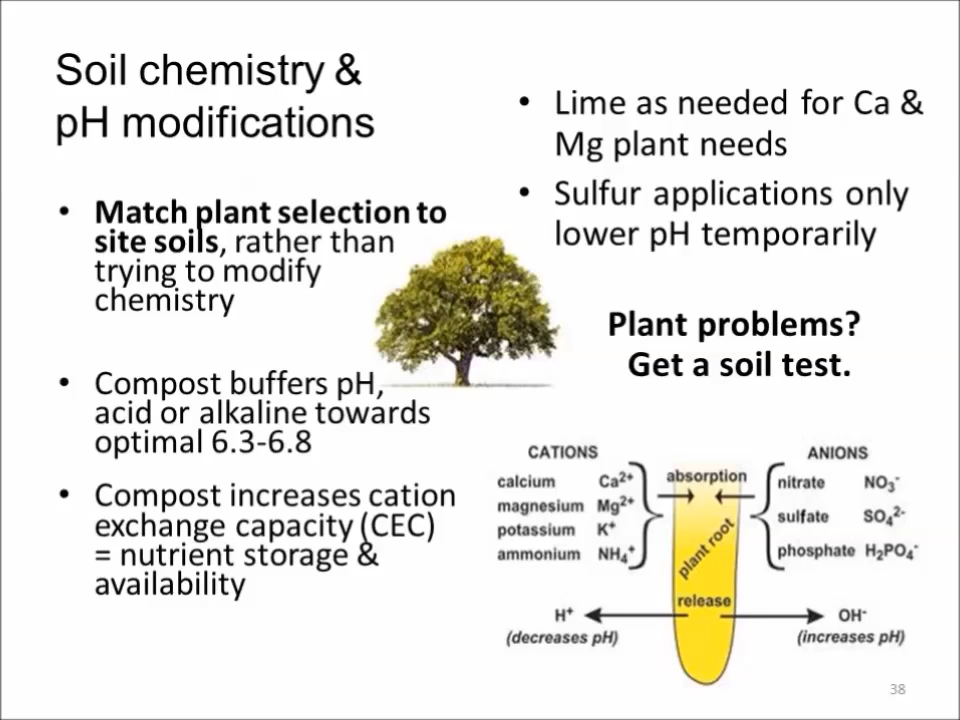 Soil chemistry &
pH modifications
• Match plant selection to
site soils, rather than
trying to modify
chemistry
• Compost buffers pH,
acid or alkaline towards
optimal 6.3-6.8
• Compost increases cation
exchange capacity (CEC)
= nutrient storage &
availability
• Lime as needed for Ca &
Mg plant needs
• Sulfur applications only
lower pH temporarily
Plant problems?
Get a soil test.
CATIONS
calcium Ca²⁺
magnesium Mg²⁺
potassium K⁺
ammonium NH₄⁺
absorption
plant root
release
ANIONS
nitrate NO₃⁻
sulfate SO₄²⁻
phosphate H₂PO₄⁻
H⁺
(decreases pH)
OH⁻
(increases pH)
38